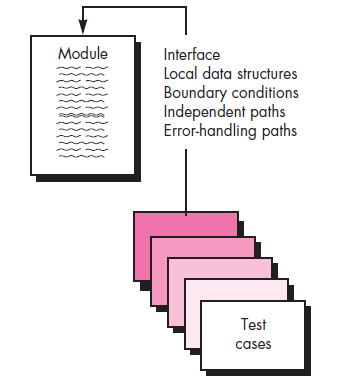 Module
Interface
Local data structures
Boundary conditions
Independent paths
Error-handling paths
Test
cases